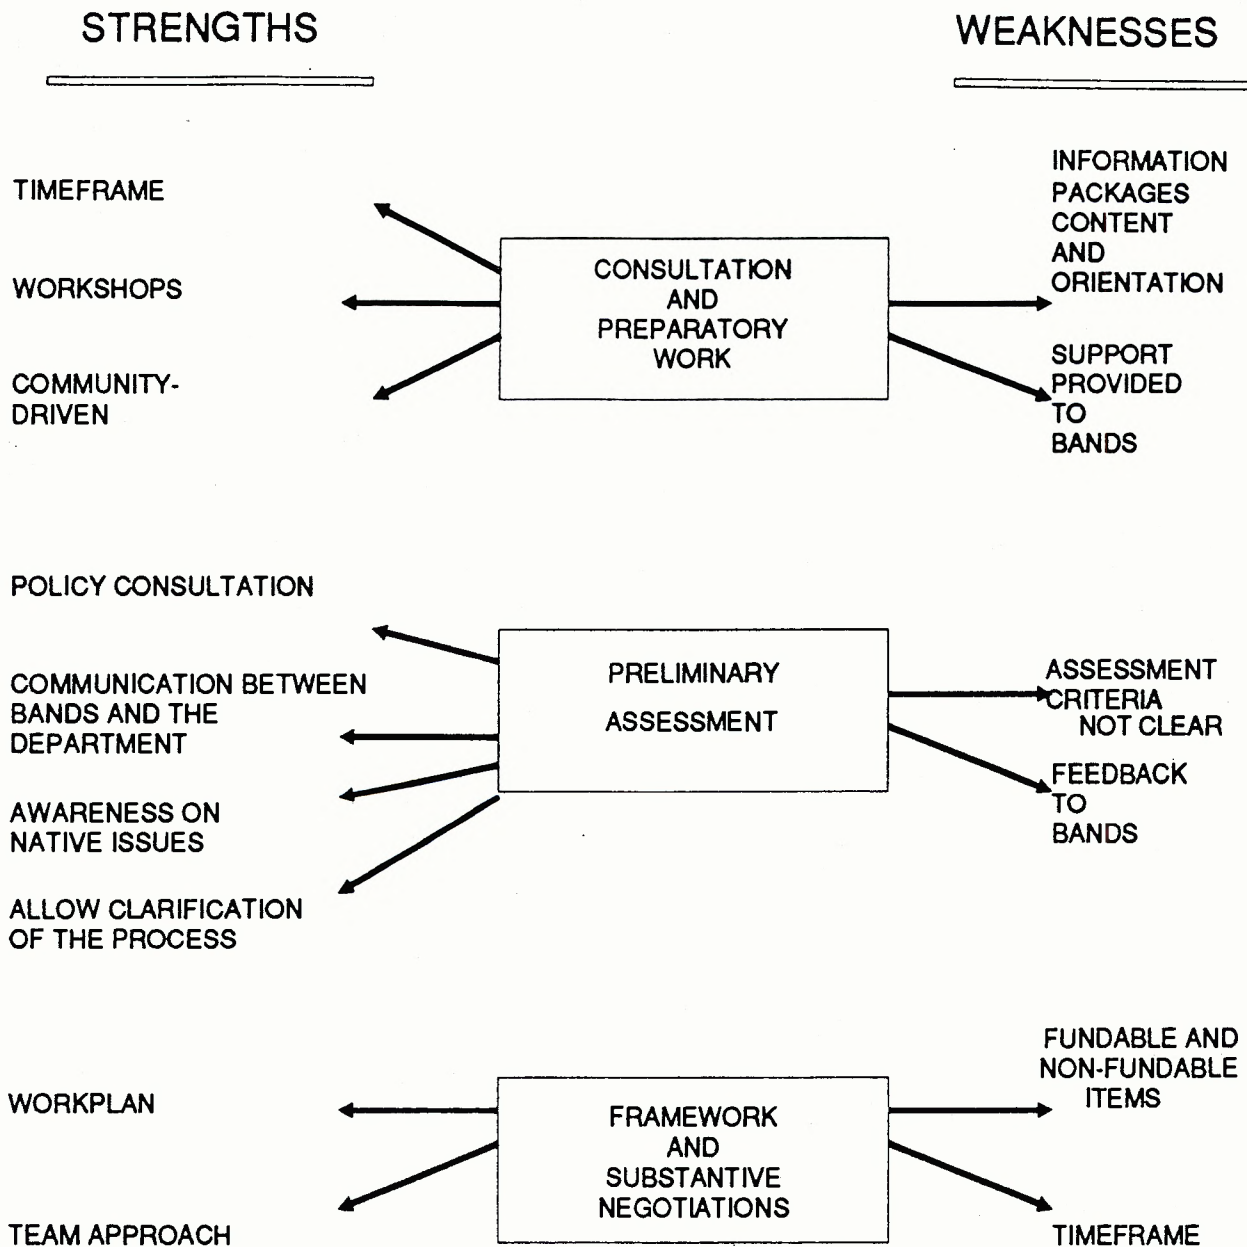 STRENGTHS
WEAKNESSES
TIMEFRAME
WORKSHOPS
COMMUNITY-
DRIVEN
CONSULTATION
AND
PREPARATORY
WORK
INFORMATION
PACKAGES
CONTENT
AND
ORIENTATION
SUPPORT
PROVIDED
TO
BANDS
POLICY CONSULTATION
COMMUNICATION BETWEEN
BANDS AND THE
DEPARTMENT
AWARENESS ON
NATIVE ISSUES
ALLOW CLARIFICATION
OF THE PROCESS
PRELIMINARY
ASSESSMENT
ASSESSMENT
CRITERIA
NOT CLEAR
FEEDBACK
TO
BANDS
WORKPLAN
TEAM APPROACH
FRAMEWORK
AND
SUBSTANTIVE
NEGOTIATIONS
FUNDABLE AND
NON-FUNDABLE
ITEMS
TIMEFRAME